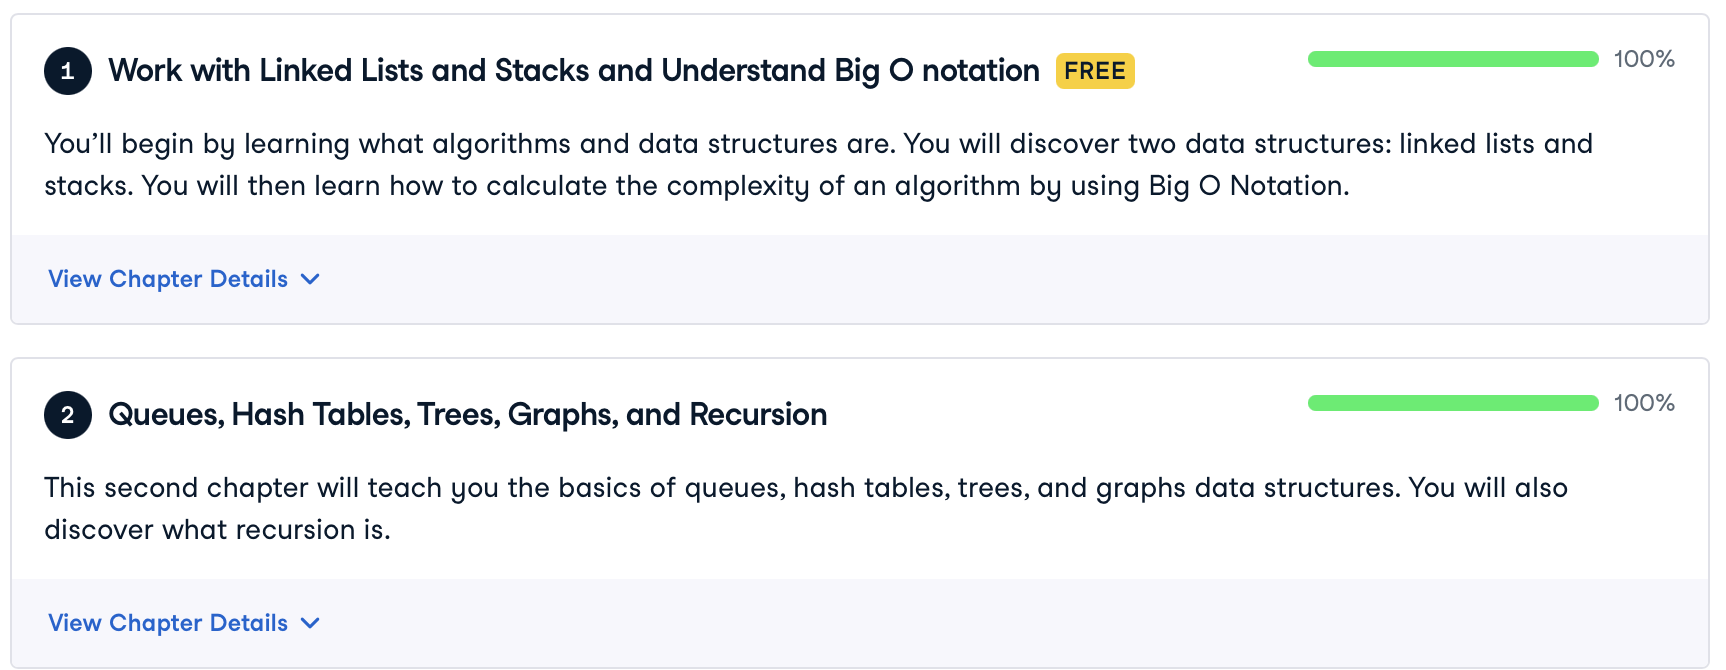 1 Work with Linked Lists and Stacks and Understand Big O notation FREE 100%
You’ll begin by learning what algorithms and data structures are. You will discover two data structures: linked lists and
stacks. You will then learn how to calculate the complexity of an algorithm by using Big O Notation.
View Chapter Details
2 Queues, Hash Tables, Trees, Graphs, and Recursion 100%
This second chapter will teach you the basics of queues, hash tables, trees, and graphs data structures. You will also
discover what recursion is.
View Chapter Details